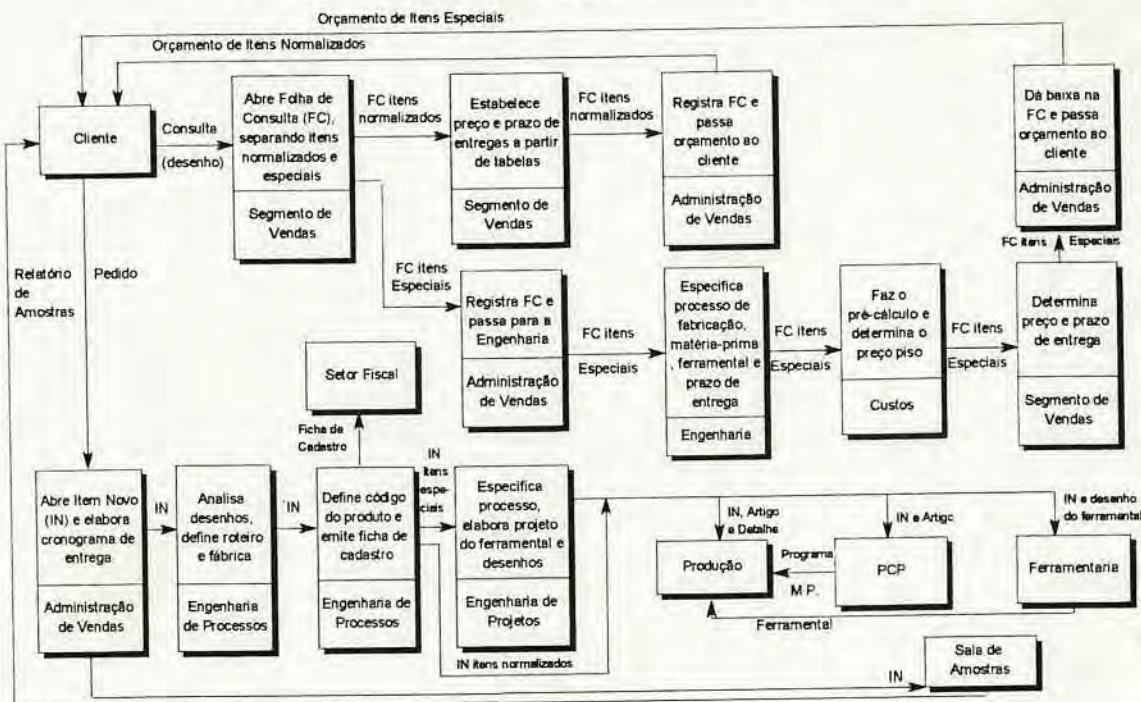 Orçamento de Itens Especiais
Orçamento de Itens Normalizados
Cliente
Consulta
(desenho)
Abre Folha de
Consulta (FC),
separando itens
normalizados e
especiais
Segmento de
Vendas
FC itens
normalizados
Estabelece
preço e prazo de
entregas a partir
de tabelas
Segmento de
Vendas
FC itens
normalizados
Registra FC e
passa
orçamento ao
cliente
Administração
de Vendas
Dá baixa na
FC e passa
orçamento ao
cliente
Administração
de Vendas
FC itens
Especiais
Relatório
de
Amostras
Pedido
FC itens
Especiais
Registra FC e
passa para a
Engenharia
Administração
de Vendas
FC itens
Especiais
Especifica
processo de
fabricação,
matéria-prima
, ferramental e
prazo de
entrega
Engenharia
FC itens
Especiais
Faz o
pré-cálculo e
determina o
preço piso
Custos
FC itens
Especiais
Determina
preço e prazo
de entrega
Segmento de
Vendas
Setor Fiscal
Ficha de
Cadastro
Abre Item Novo
(IN) e elabora
cronograma de
entrega
Administração
de Vendas
IN
Analisa
desenhos,
define roteiro
e fábrica
Engenharia
de Processos
IN
Define código
do produto e
emite ficha de
cadastro
Engenharia de
Processos
IN
itens
espe-
ciais
Especifica
processo,
elabora projeto
do ferramental e
desenhos
Engenharia de
Projetos
IN itens normalizados
IN, Artigo
e Detalhe
Produção
Programa
M.P.
IN e Artigo
PCP
IN e desenho
do ferramental
Ferramentaria
Ferramental
IN
Sala de
Amostras